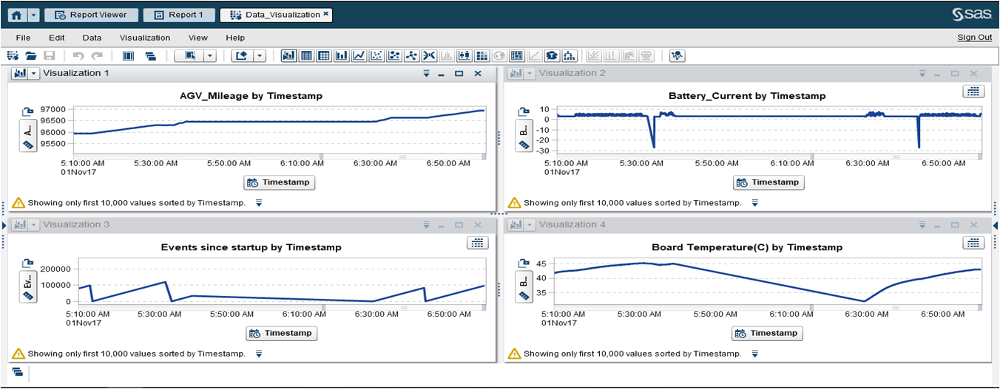 Report Viewer Report 1 Data_Visualization × sas
File Edit Data Visualization View Help Sign Out
Visualization 1
AGV_Mileage by Timestamp
97000
96500
96000
95500
A...
5:10:00 AM 5:30:00 AM 5:50:00 AM 6:10:00 AM 6:30:00 AM 6:50:00 AM
01Nov17
Timestamp
Showing only first 10,000 values sorted by Timestamp.
Visualization 2
Battery_Current by Timestamp
10
0
-10
-20
-30
B...
5:10:00 AM 5:30:00 AM 5:50:00 AM 6:10:00 AM 6:30:00 AM 6:50:00 AM
01Nov17
Timestamp
Showing only first 10,000 values sorted by Timestamp.
Visualization 3
Events since startup by Timestamp
200000
100000
0
Ev...
5:10:00 AM 5:30:00 AM 5:50:00 AM 6:10:00 AM 6:30:00 AM 6:50:00 AM
01Nov17
Timestamp
Showing only first 10,000 values sorted by Timestamp.
Visualization 4
Board Temperature(C) by Timestamp
45
40
35
B...
5:10:00 AM 5:30:00 AM 5:50:00 AM 6:10:00 AM 6:30:00 AM 6:50:00 AM
01Nov17
Timestamp
Showing only first 10,000 values sorted by Timestamp.